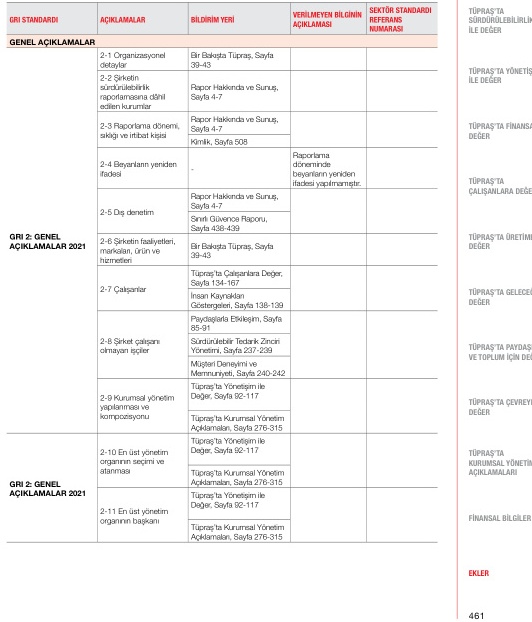 GRI STANDARDI
AÇIKLAMALAR
BİLDİRİM YERİ
VERİLMEYEN BİLGİNİN
AÇIKLAMASI
SEKTÖR STANDARDI
REFERANS
NUMARASI
GENEL AÇIKLAMALAR
GRI 2: GENEL
AÇIKLAMALAR 2021
2-1 Organizasyonel
detaylar
Bir Bakışta Tüpraş, Sayfa
39-43
2-2 Şirketin
sürdürülebilirlik
raporlamasına dâhil
edilen kurumlar
Rapor Hakkında ve Sunuş,
Sayfa 4-7
2-3 Raporlama dönemi,
sıklığı ve irtibat kişisi
Rapor Hakkında ve Sunuş,
Sayfa 4-7
Kimlik, Sayfa 508
2-4 Beyanların yeniden
ifadesi
-
Raporlama
döneminde
beyanların yeniden
ifadesi yapılmamıştır.
2-5 Dış denetim
Rapor Hakkında ve Sunuş,
Sayfa 4-7
Sınırlı Güvence Raporu,
Sayfa 438-439
2-6 Şirketin faaliyetleri,
markaları, ürün ve
hizmetleri
Bir Bakışta Tüpraş, Sayfa
39-43
2-7 Çalışanlar
Tüpraş'ta Çalışanlara Değer,
Sayfa 134-167
İnsan Kaynakları
Göstergeleri, Sayfa 138-139
2-8 Şirket çalışanı
olmayan işçiler
Paydaşlarla Etkileşim, Sayfa
85-91
Sürdürülebilir Tedarik Zinciri
Yönetimi, Sayfa 237-239
Müşteri Deneyimi ve
Memnuniyeti, Sayfa 240-242
2-9 Kurumsal yönetim
yapılanması ve
kompozisyonu
Tüpraş'ta Yönetişim ile
Değer, Sayfa 92-117
Tüpraş'ta Kurumsal Yönetim
Açıklamaları, Sayfa 276-315
GRI 2: GENEL
AÇIKLAMALAR 2021
2-10 En üst yönetim
organının seçimi ve
atanması
Tüpraş'ta Yönetişim ile
Değer, Sayfa 92-117
Tüpraş'ta Kurumsal Yönetim
Açıklamaları, Sayfa 276-315
2-11 En üst yönetim
organının başkanı
Tüpraş'ta Yönetişim ile
Değer, Sayfa 92-117
Tüpraş'ta Kurumsal Yönetim
Açıklamaları, Sayfa 276-315
TÜPRAŞ'TA
SÜRDÜRÜLEBİLİRLİK
İLE DEĞER
TÜPRAŞ'TA YÖNETİŞ
İLE DEĞER
TÜPRAŞ'TA FİNANSA
DEĞER
TÜPRAŞ'TA
ÇALIŞANLARA DEĞE
TÜPRAŞ'TA ÜRETİMİ
DEĞER
TÜPRAŞ'TA GELECEĞ
DEĞER
TÜPRAŞ'TA PAYDAŞ
VE TOPLUM İÇİN DEĞ
TÜPRAŞ'TA ÇEVREYİ
DEĞER
TÜPRAŞ'TA
KURUMSAL YÖNETİM
AÇIKLAMALARI
FİNANSAL BİLGİLER
EKLER
461